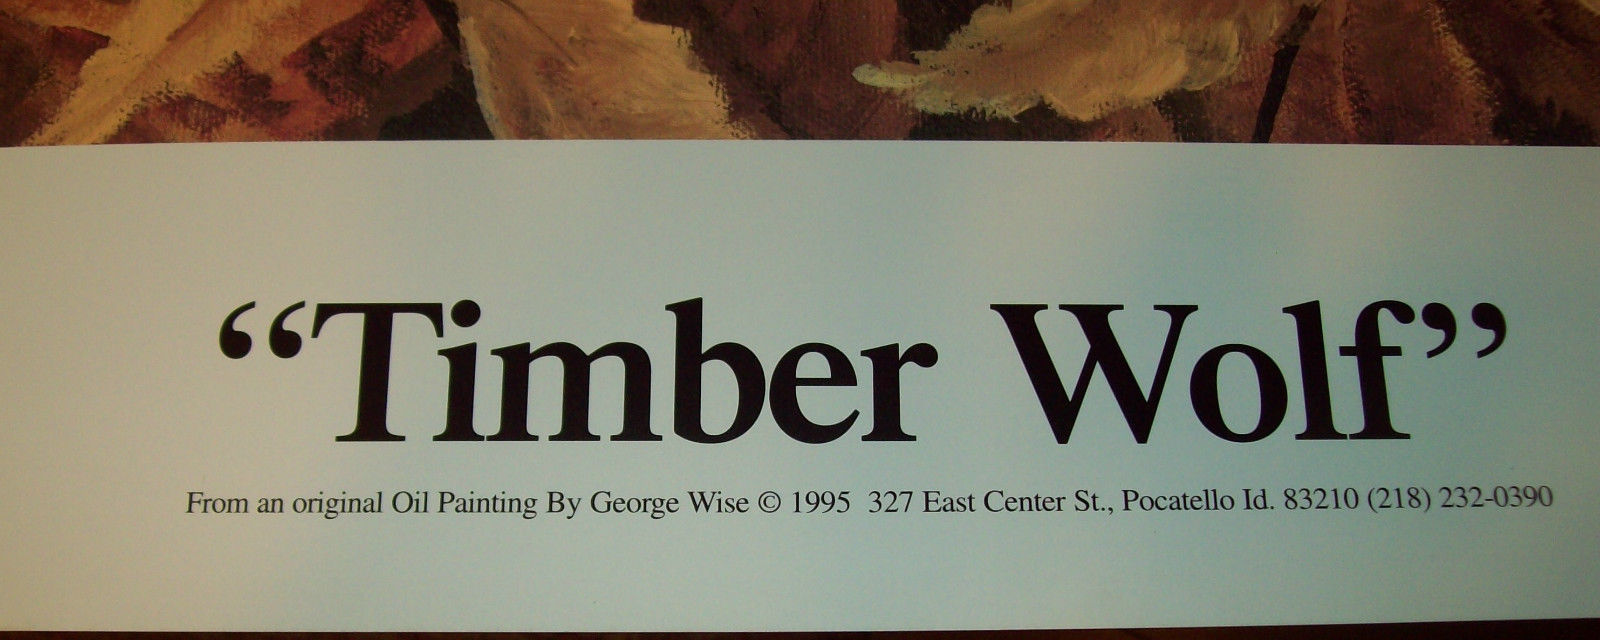 “Timber Wolf”
From an original Oil Painting By George Wise © 1995 327 East Center St., Pocatello Id. 83210 (218) 232-0390